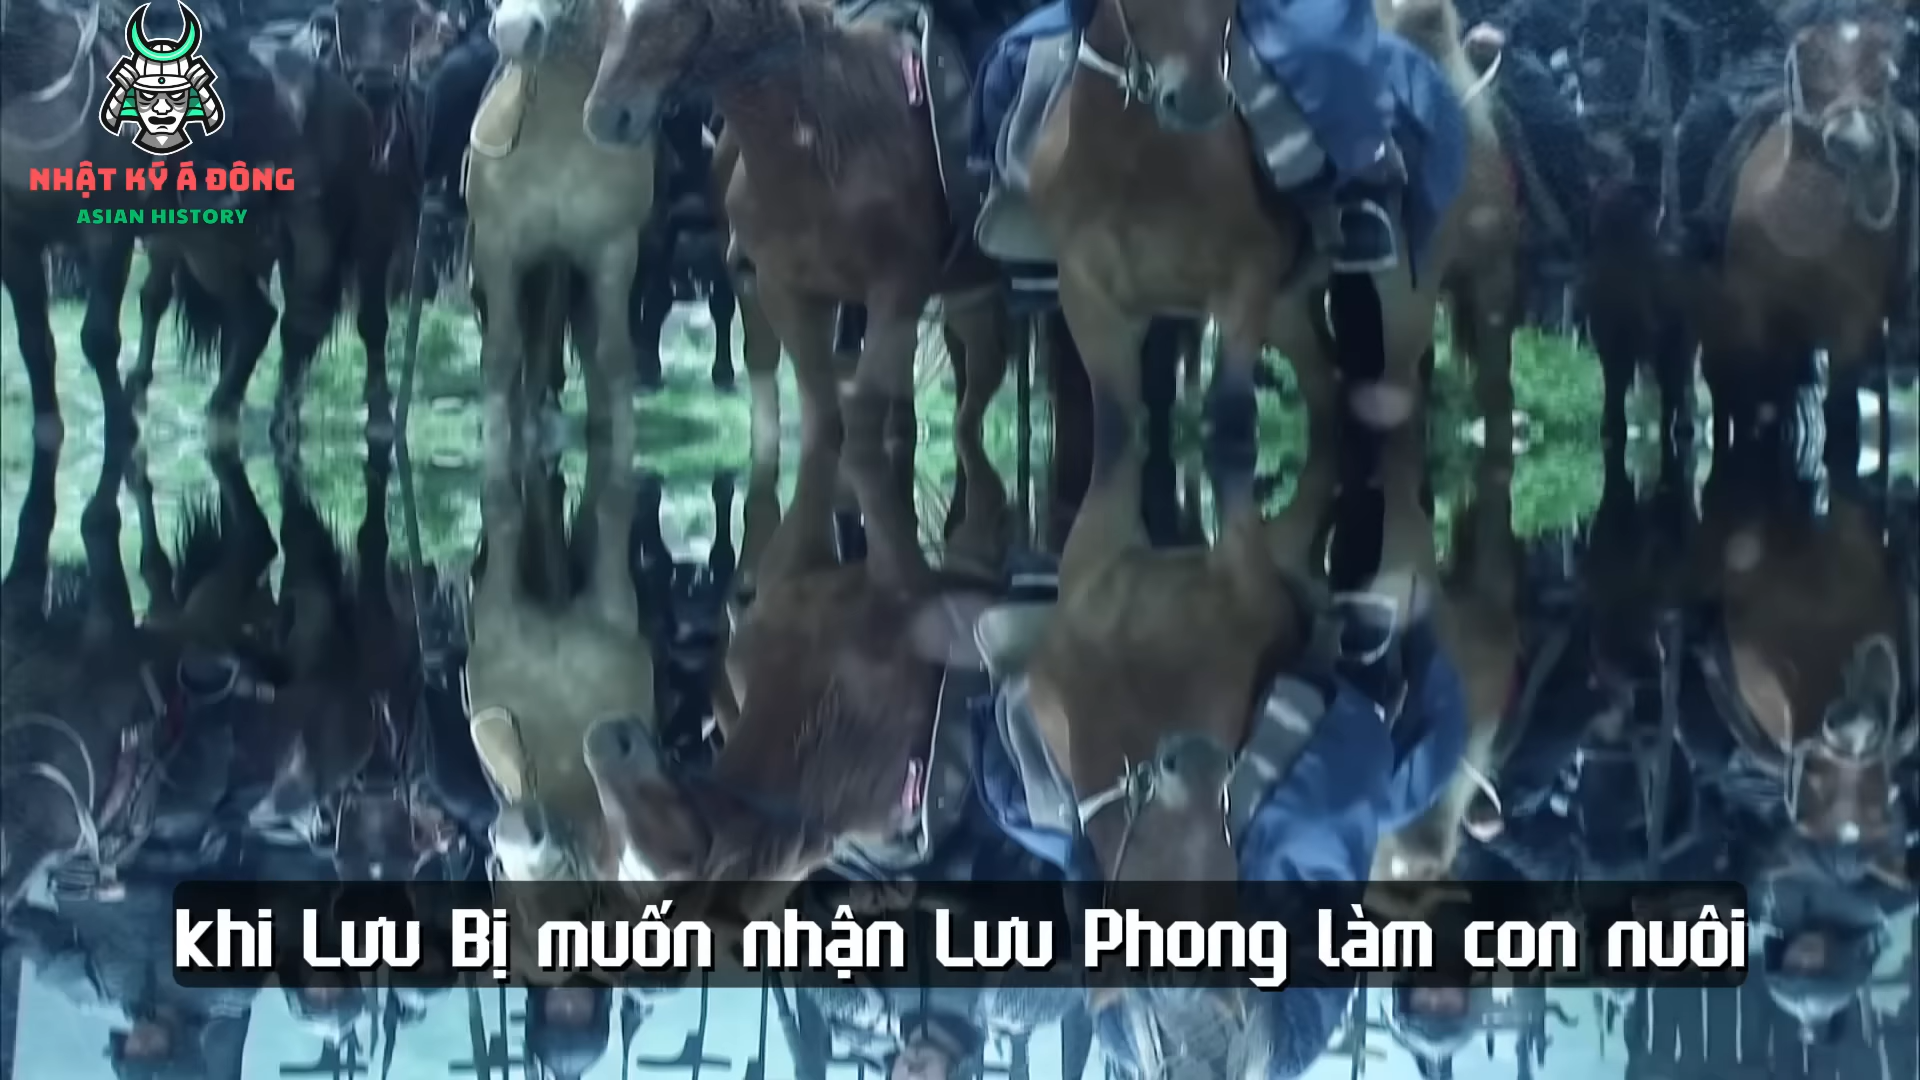 NHẬT KÝ Á ĐÔNG
ASIAN HISTORY
khi Lưu Bị muốn nhận Lưu Phong làm con nuôi